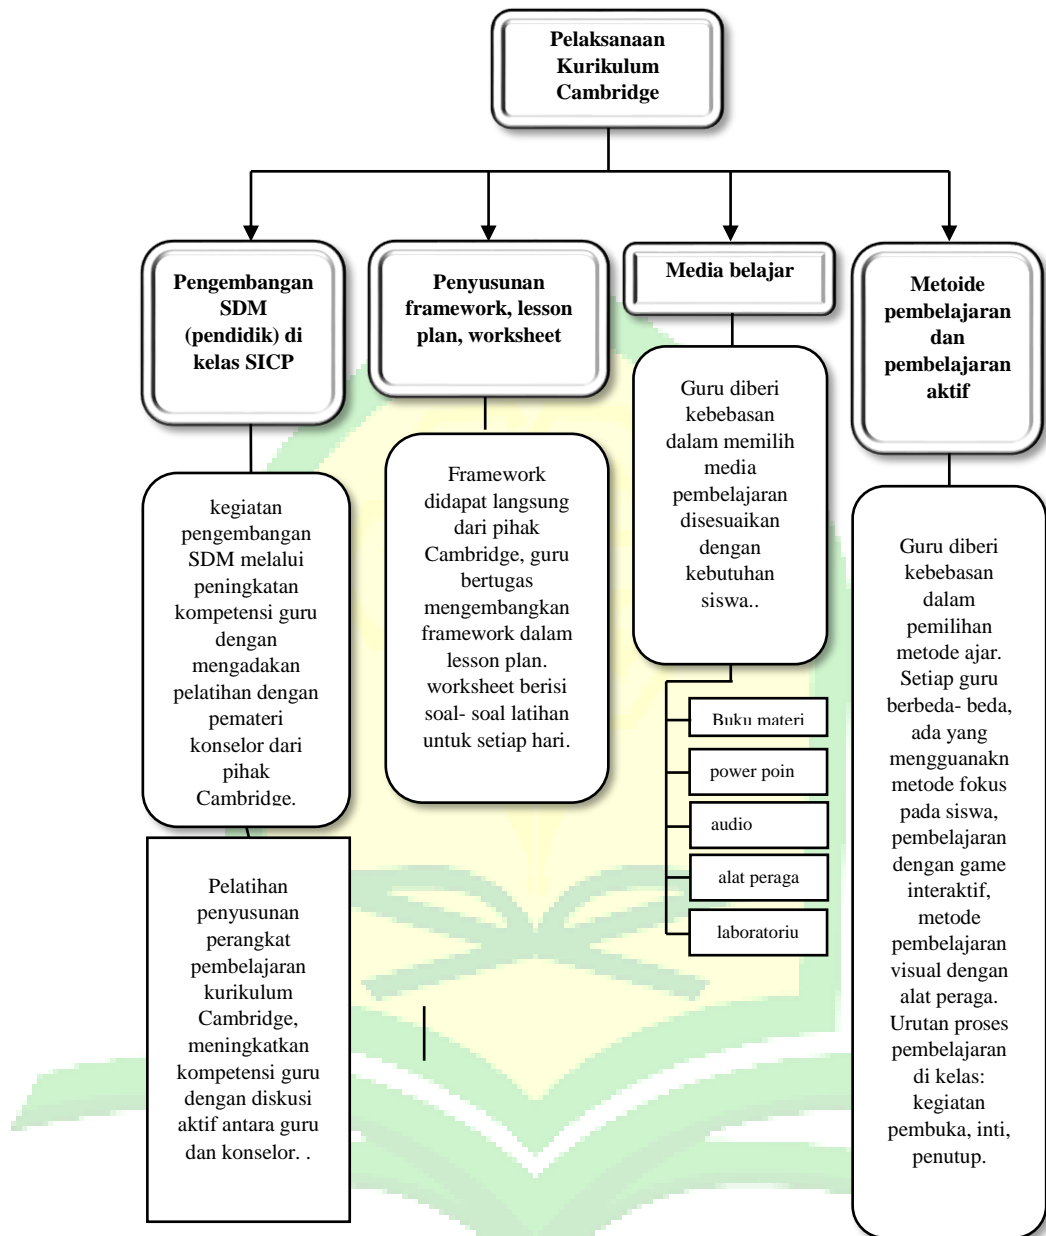 Pelaksanaan
Kurikulum
Cambridge
Pengembangan
SDM
(pendidik) di
kelas SICP
Penyusunan
framework, lesson
plan, worksheet
Media belajar
Metoide
pembelajaran
dan
pembelajaran
aktif
kegiatan
pengembangan
SDM melalui
peningkatan
kompetensi guru
dengan
mengadakan
pelatihan dengan
pemateri
konselor dari
pihak
Cambridge.
Pelatihan
penyusunan
perangkat
pembelajaran
kurikulum
Cambridge,
meningkatkan
kompetensi guru
dengan diskusi
aktif antara guru
dan konselor. .
Framework
didapat langsung
dari pihak
Cambridge, guru
bertugas
mengembangkan
framework dalam
lesson plan.
worksheet berisi
soal- soal latihan
untuk setiap hari.
Guru diberi
kebebasan
dalam memilih
media
pembelajaran
disesuaikan
dengan
kebutuhan
siswa..
Buku materi
power poin
audio
alat peraga
laboratoriu
Guru diberi
kebebasan
dalam
pemilihan
metode ajar.
Setiap guru
berbeda- beda,
ada yang
mengguanakn
metode fokus
pada siswa,
pembelajaran
dengan game
interaktif,
metode
pembelajaran
visual dengan
alat peraga.
Urutan proses
pembelajaran
di kelas:
kegiatan
pembuka, inti,
penutup.